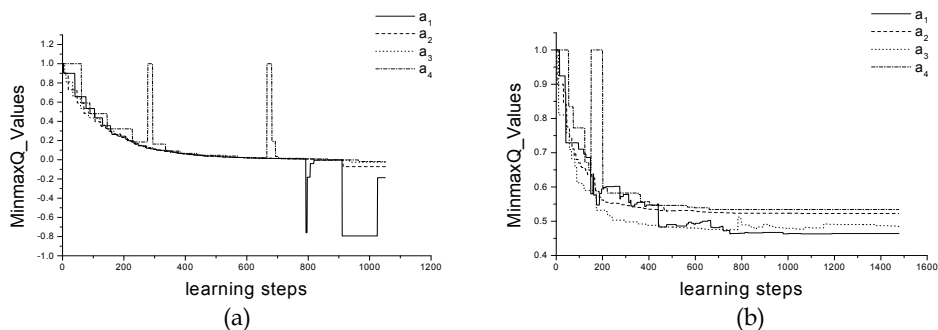 a1
a2
a3
a4
1.2
1.0
0.8
0.6
0.4
0.2
0.0
-0.2
-0.4
-0.6
-0.8
-1.0
MinmaxQ_Values
0 200 400 600 800 1000 1200
learning steps
(a)
a1
a2
a3
a4
1.0
0.9
0.8
0.7
0.6
0.5
0.4
MinmaxQ_Values
0 200 400 600 800 1000 1200 1400 1600
learning steps
(b)